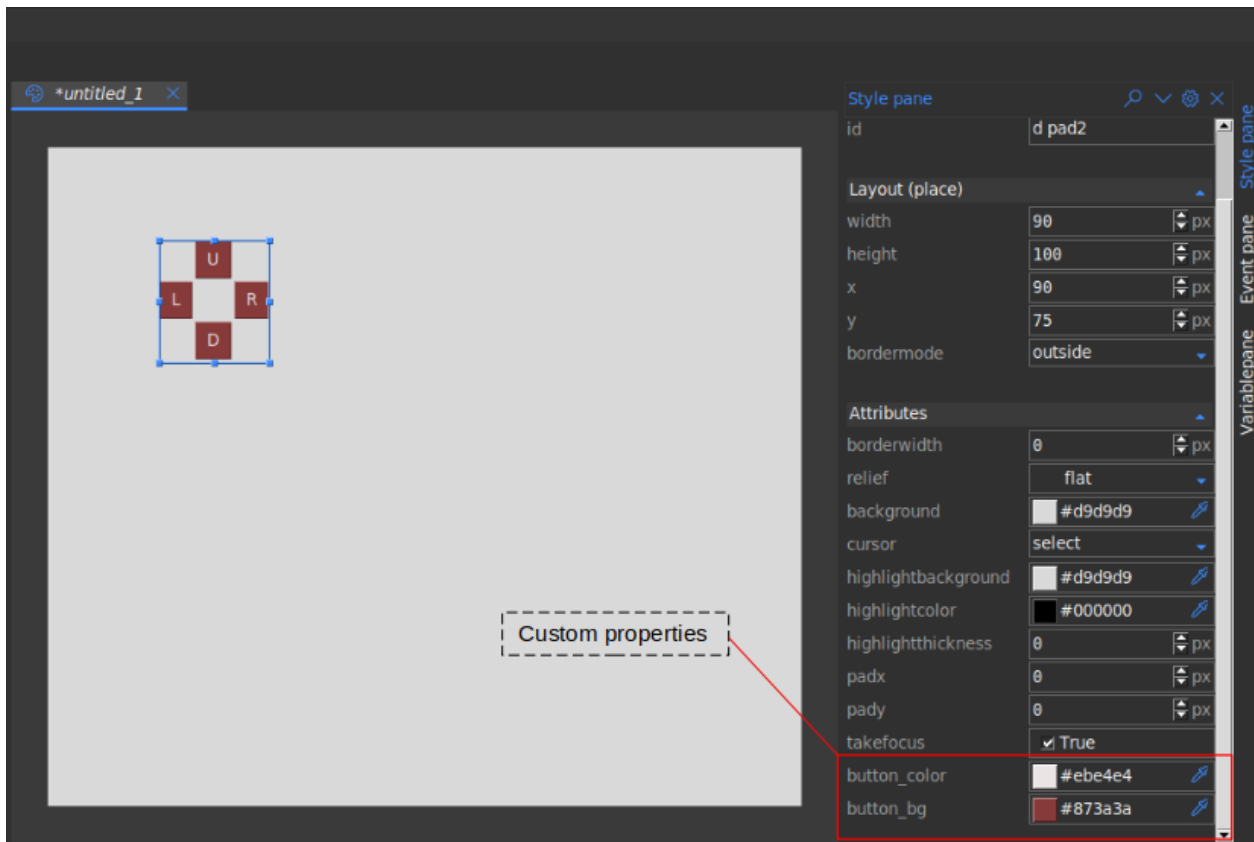 *untitled_1
Style pane
id d pad2
Layout (place)
width 90 px
height 100 px
x 90 px
y 75 px
bordermode outside
Attributes
borderwidth 0 px
relief flat
background #d9d9d9
cursor select
highlightbackground #d9d9d9
highlightcolor #000000
highlightthickness 0 px
padx 0 px
pady 0 px
takefocus True
button_color #ebe4e4
button_bg #873a3a
U
L R
D
Custom properties
Style pane
Event pane
Variablepane